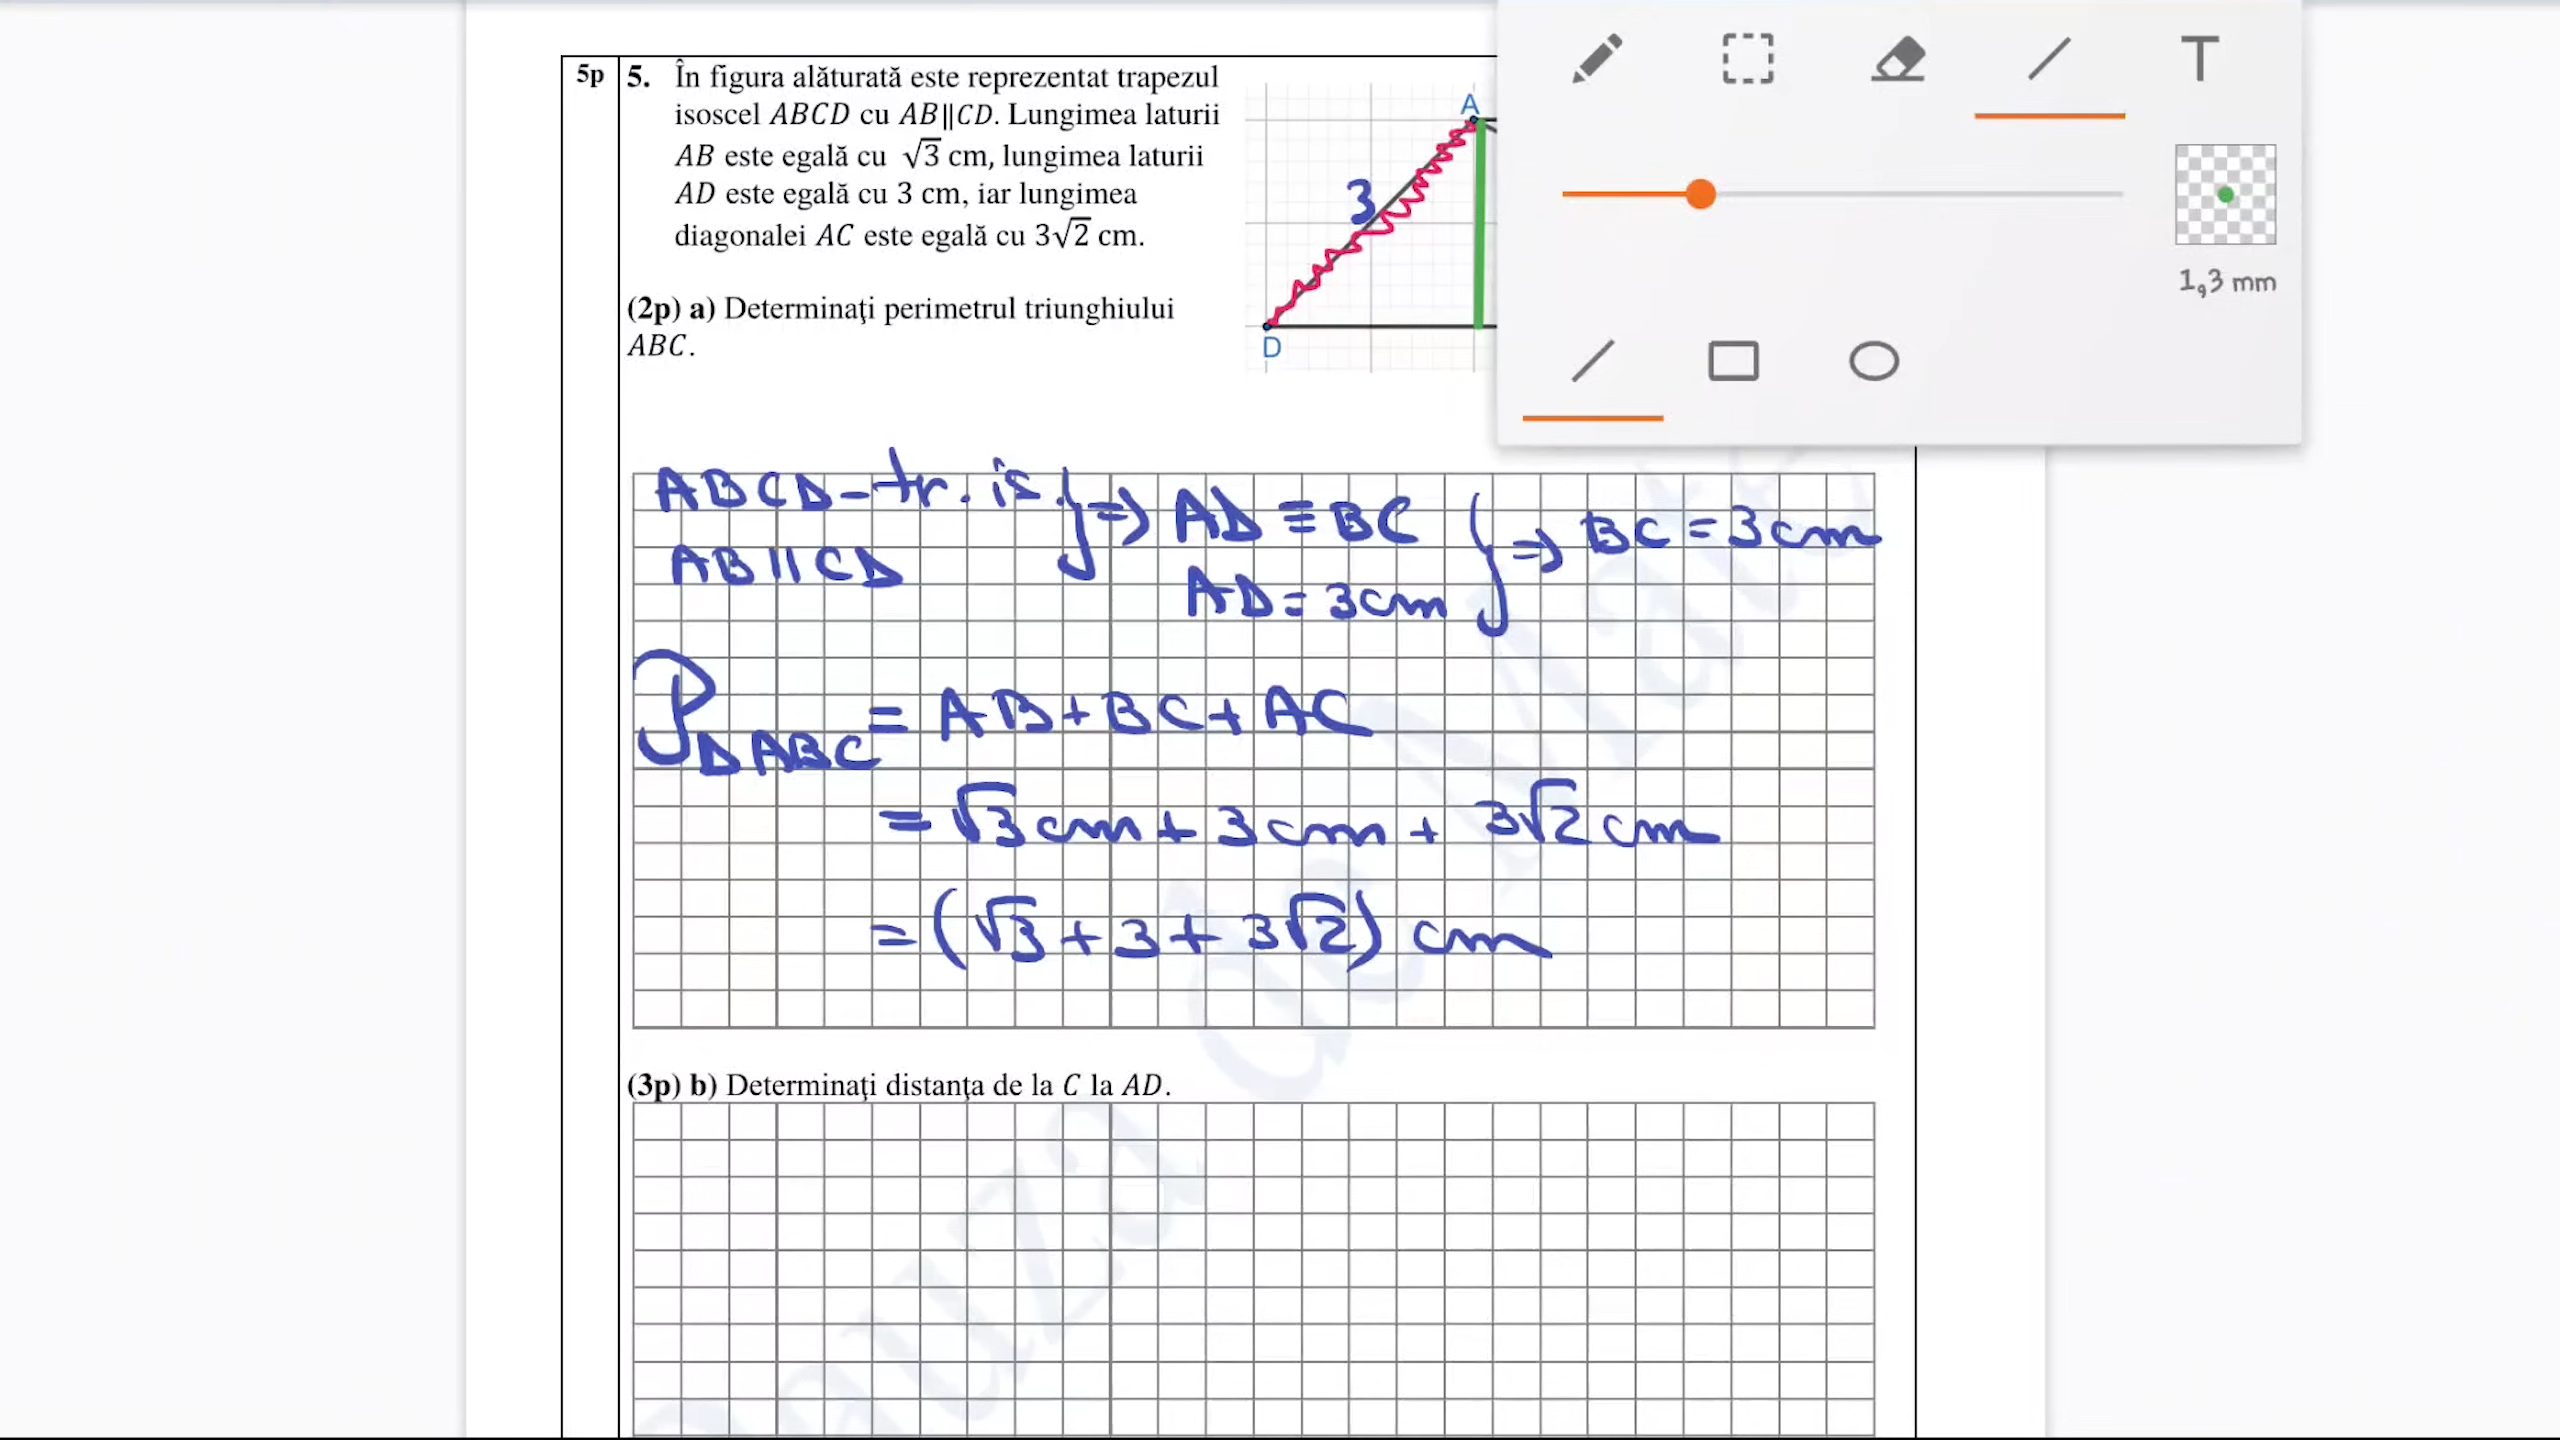 5p
5. În figura alăturată este reprezentat trapezul
isoscel ABCD cu AB∥CD. Lungimea laturii
AB este egală cu √3 cm, lungimea laturii
AD este egală cu 3 cm, iar lungimea
diagonalei AC este egală cu 3√2 cm.
(2p) a) Determinaţi perimetrul triunghiului
ABC.
A
3
D
T
1,3 mm
ABCD - tr. is. } ⇒ AD ≡ BC } ⇒ BC = 3cm
AB ∥ CD
AD = 3cm
P Δ ABC = AB + BC + AC
= √3 cm + 3 cm + 3√2 cm
= (√3 + 3 + 3√2) cm
(3p) b) Determinaţi distanţa de la C la AD.